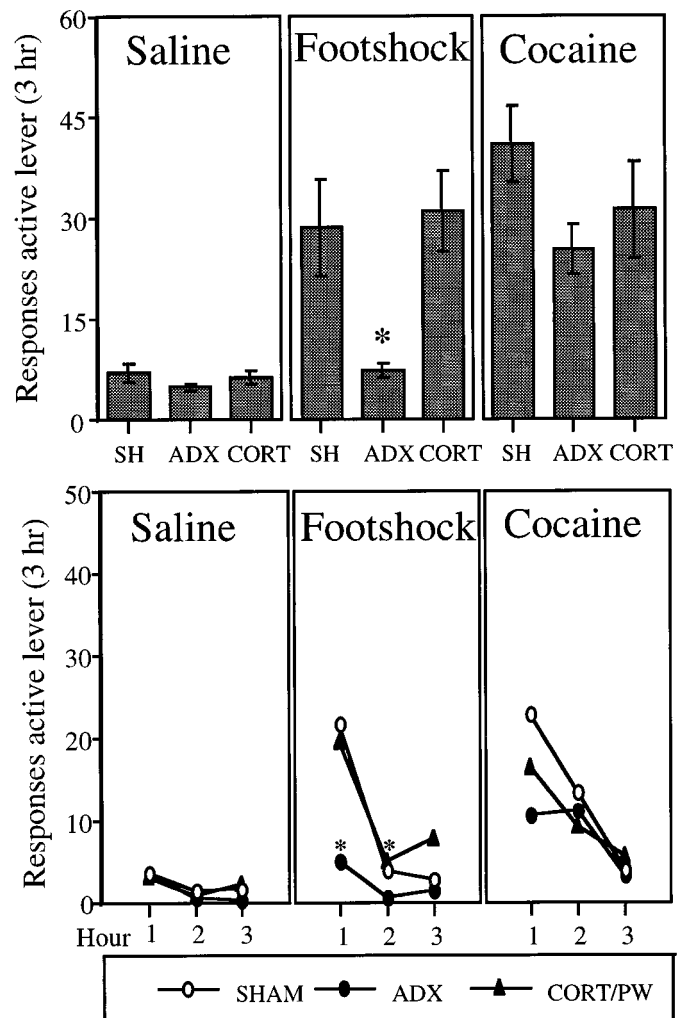 Responses active lever (3 hr)
60
45
30
15
0
Saline
Footshock
Cocaine
*
SH ADX CORT
SH ADX CORT
SH ADX CORT
Responses active lever (3 hr)
50
40
30
20
10
0
Saline
Footshock
Cocaine
* *
Hour 1 2 3
1 2 3
1 2 3
SHAM ADX CORT/PW